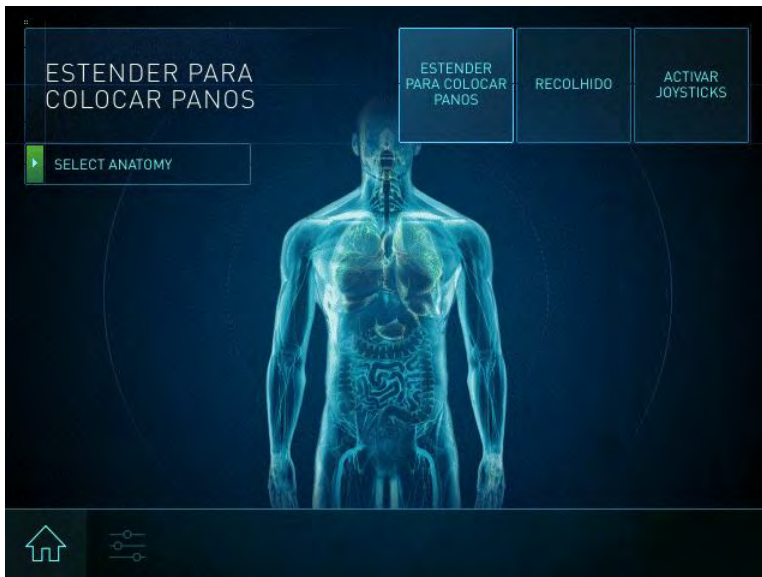 ESTENDER PARA
COLOCAR PANOS
ESTENDER
PARA COLOCAR
PANOS
RECOLHIDO
ACTIVAR
JOYSTICKS
SELECT ANATOMY